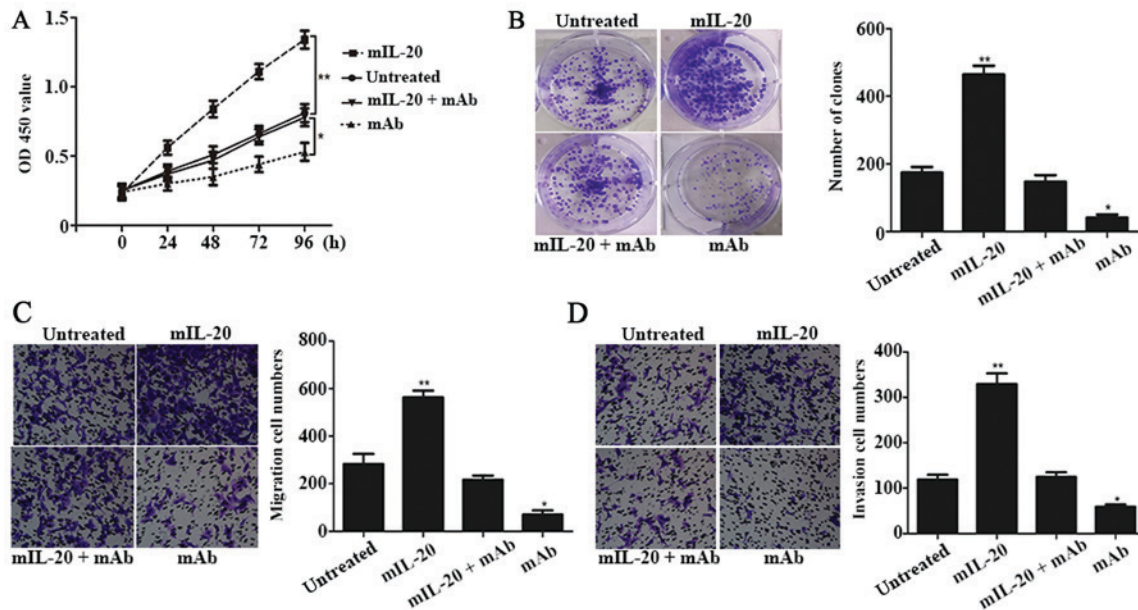 A
OD 450 value
1.5
1.0
0.5
0
0 24 48 72 96 (h)
mIL-20
Untreated
mIL-20 + mAb
mAb
**
*
B
Untreated mIL-20
mIL-20 + mAb mAb
Number of clones
600
400
200
0
**
*
Untreated
mIL-20
mIL-20 + mAb
mAb
C
Untreated mIL-20
mIL-20 + mAb mAb
Migration cell numbers
800
600
400
200
0
**
*
Untreated
mIL-20
mIL-20 + mAb
mAb
D
Untreated mIL-20
mIL-20 + mAb mAb
Invasion cell numbers
400
300
200
100
0
**
*
Untreated
mIL-20
mIL-20 + mAb
mAb